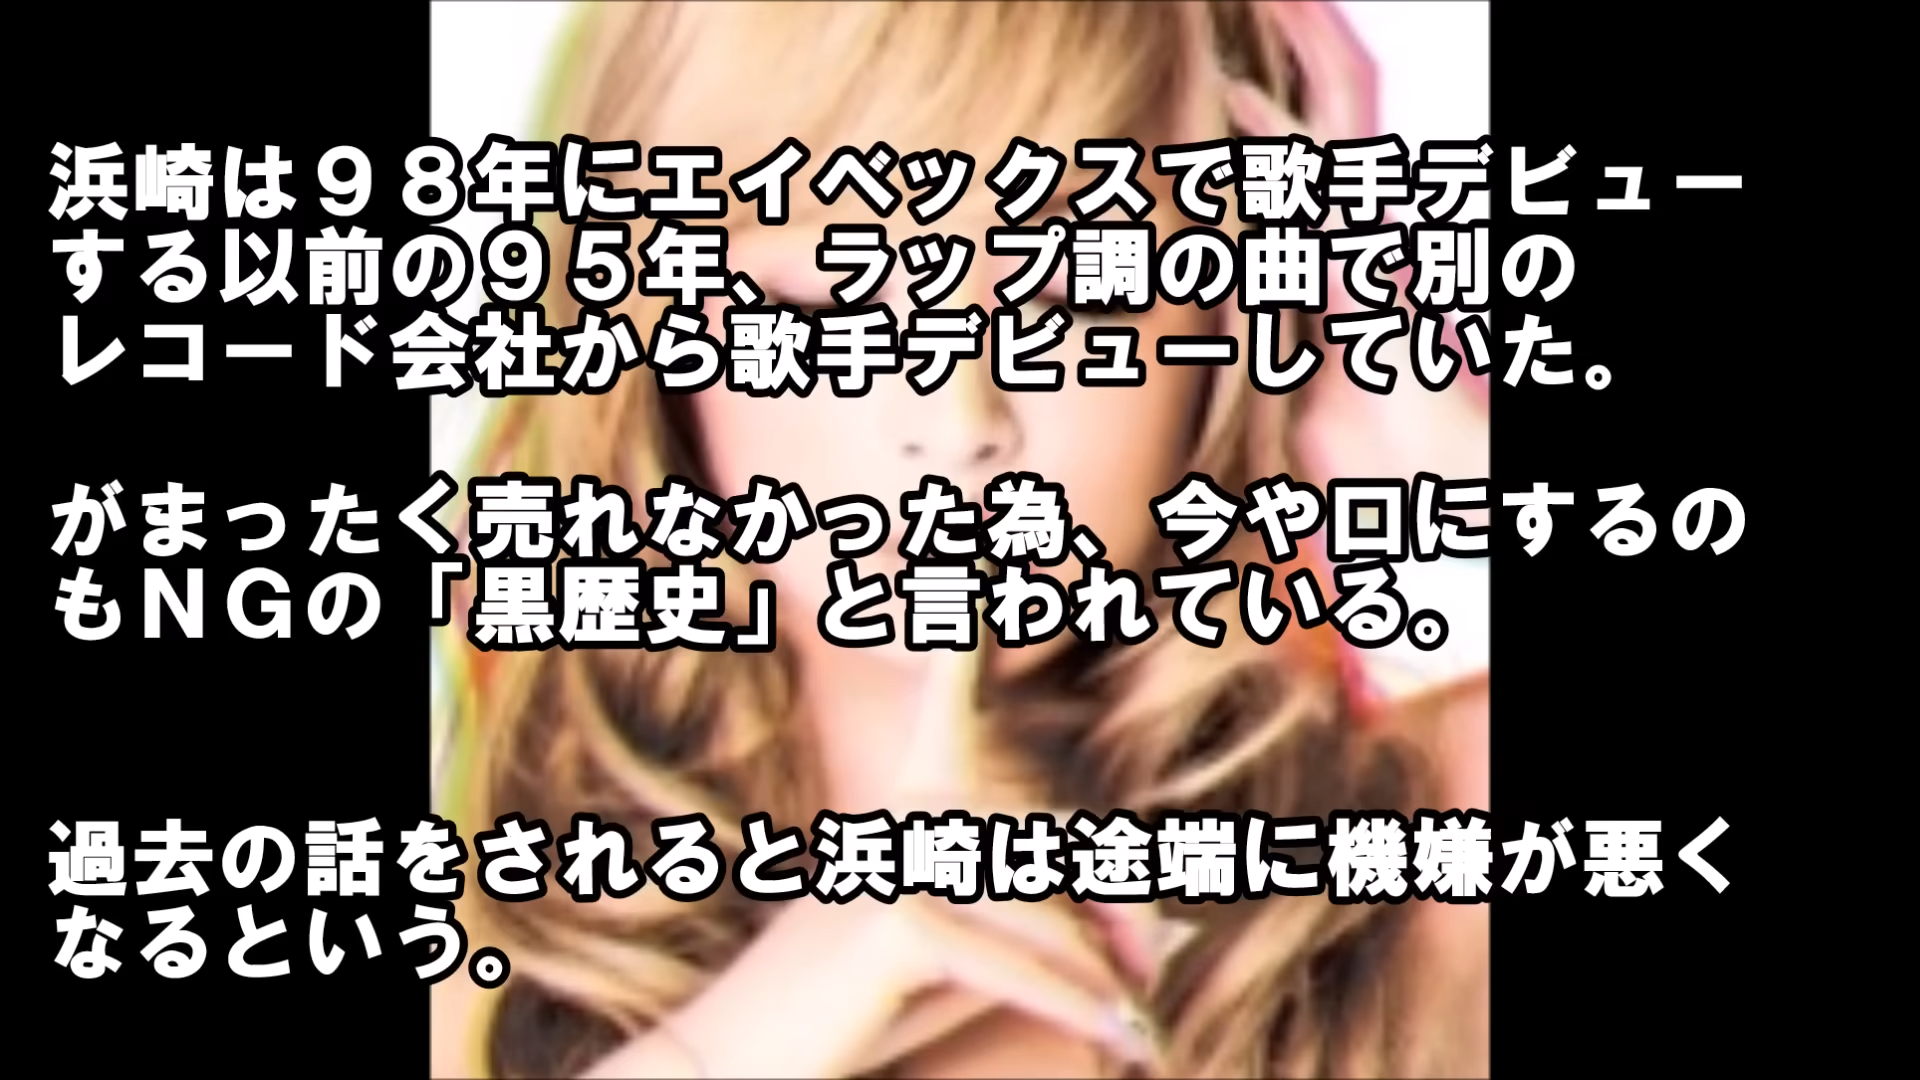 浜崎は９８年にエイベックスで歌手デビュー
する以前の９５年、ラップ調の曲で別の
レコード会社から歌手デビューしていた。
がまったく売れなかった為、今や口にするの
もＮＧの「黒歴史」と言われている。
過去の話をされると浜崎は途端に機嫌が悪く
なるという。